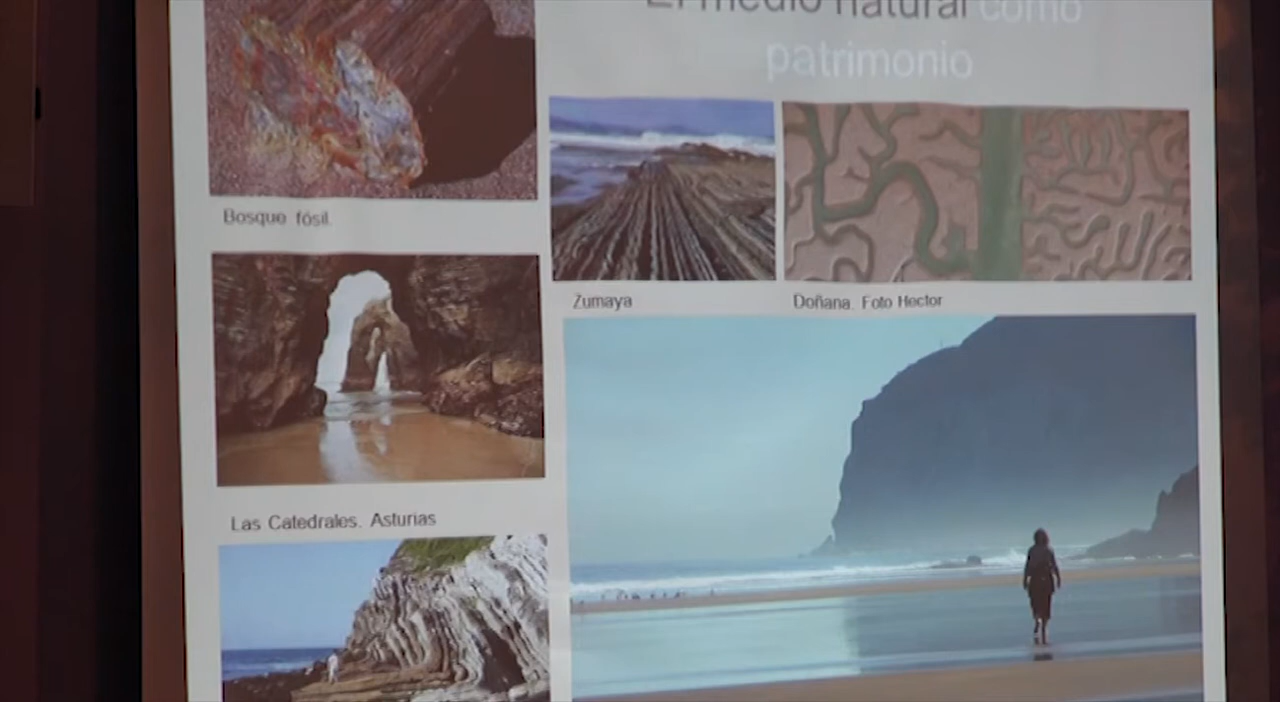 El medio natural como
patrimonio
Bosque fósil.
Zumaya
Doñana. Foto Hector
Las Catedrales. Asturias